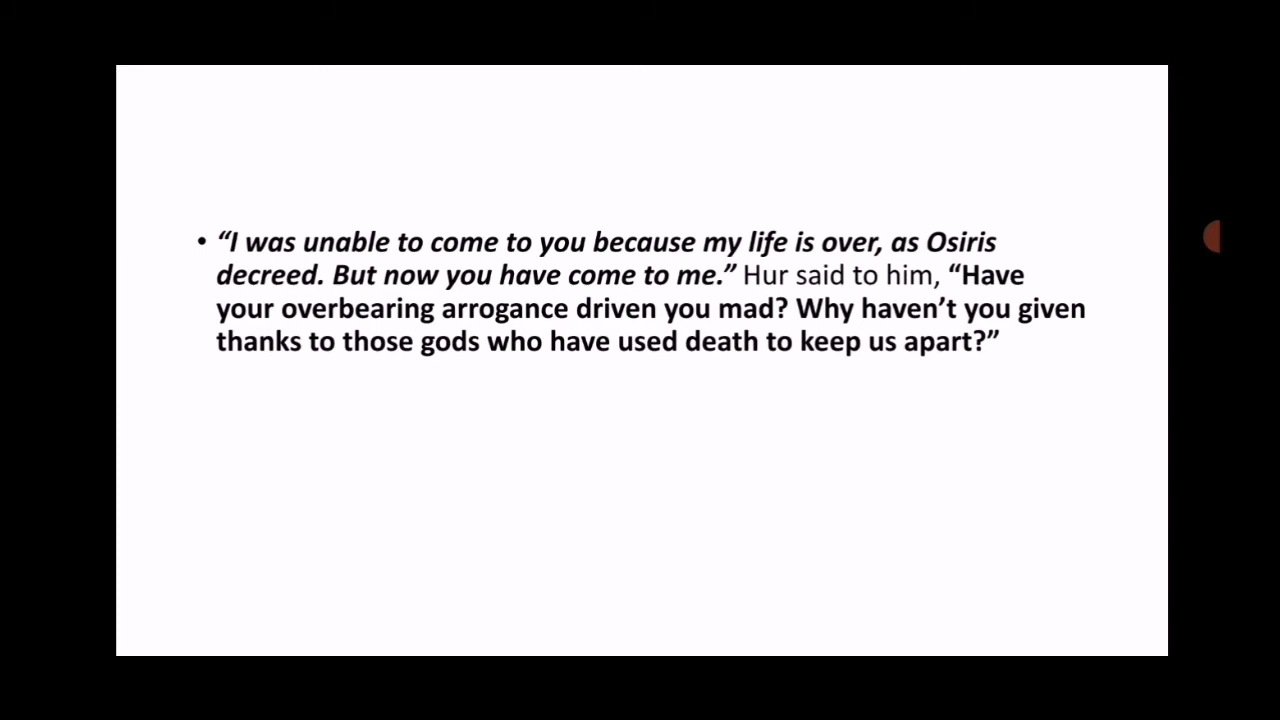 • “I was unable to come to you because my life is over, as Osiris
decreed. But now you have come to me.” Hur said to him, “Have
your overbearing arrogance driven you mad? Why haven’t you given
thanks to those gods who have used death to keep us apart?”